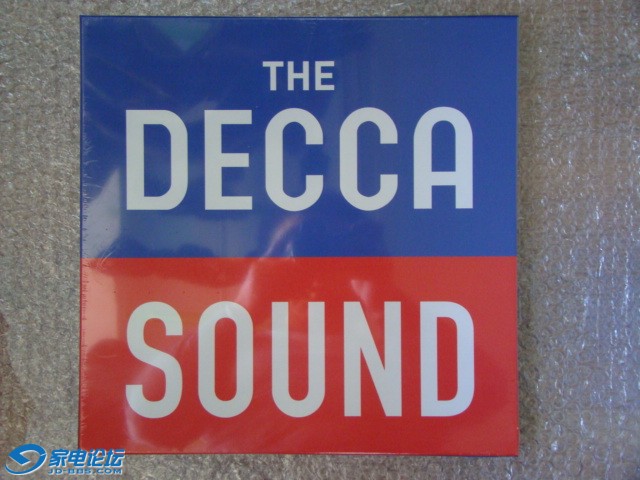 THE
DECCA
SOUND
家电论坛
JD-BBS.COM